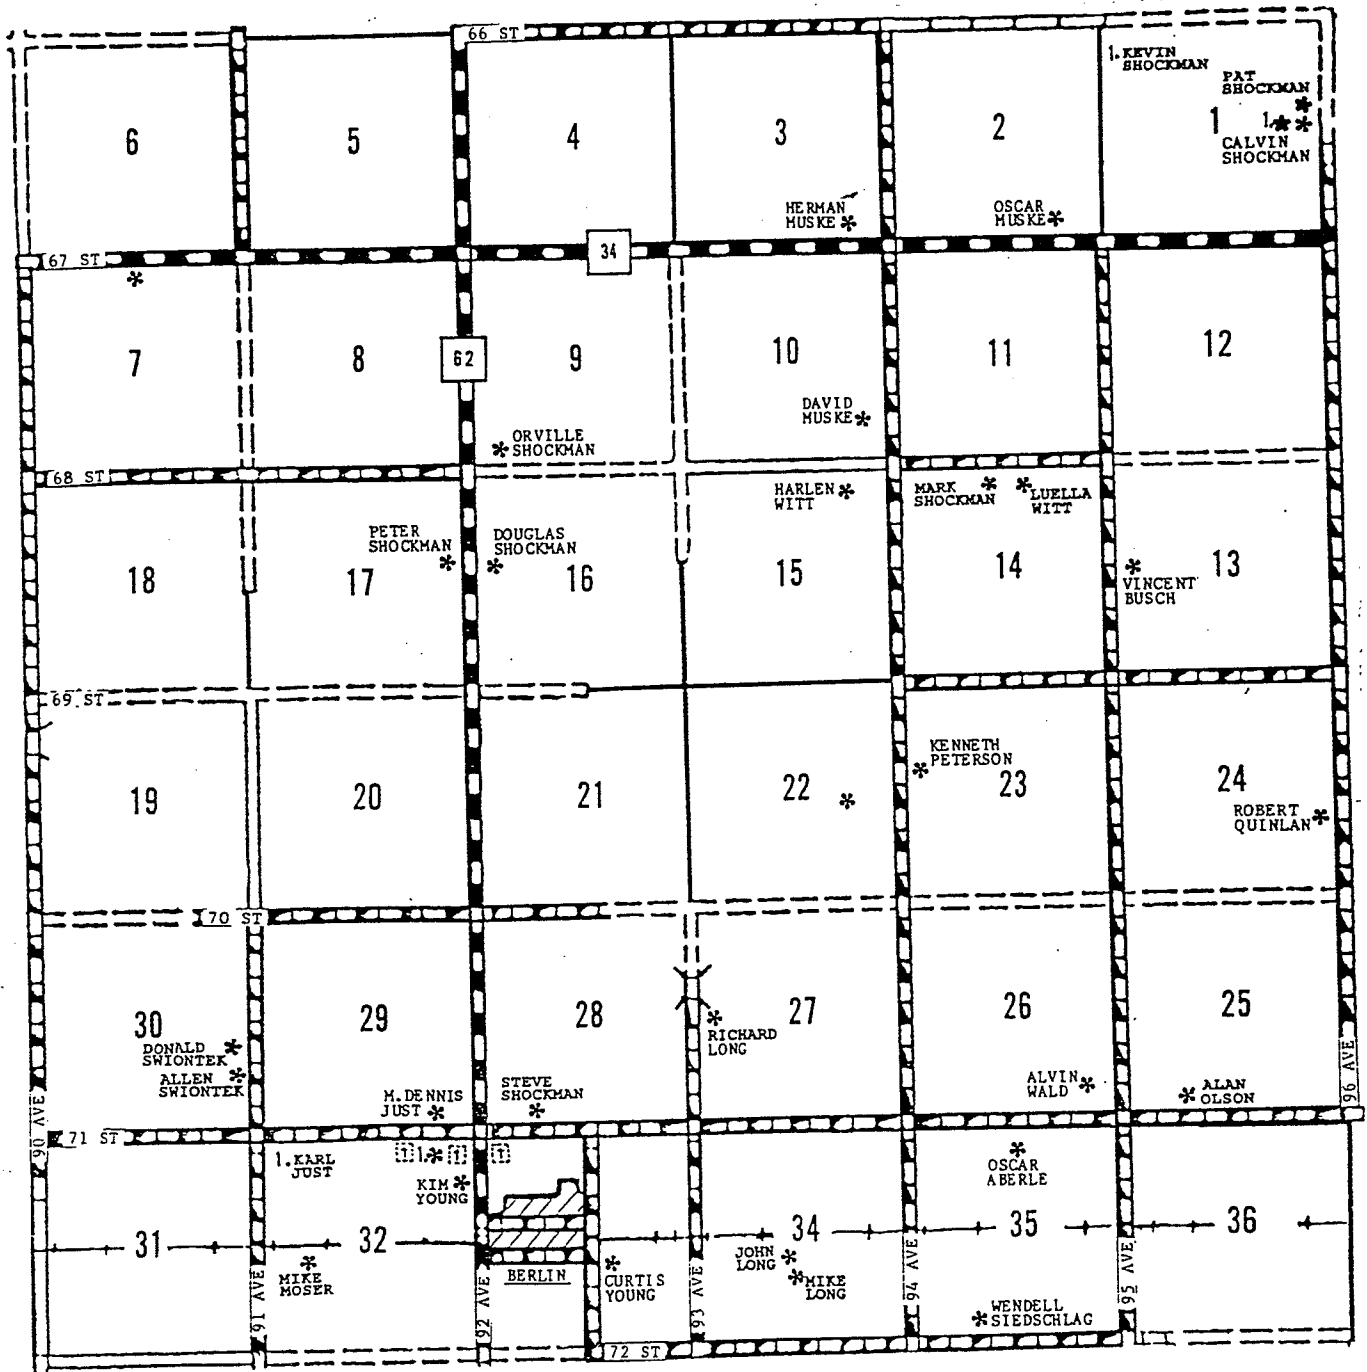 66 ST
1. KEVIN
SHOCKMAN
PAT
SHOCKMAN
6
5
4
3
2
1
1.
CALVIN
SHOCKMAN
HERMAN
MUSKE
OSCAR
MUSKE
67 ST
34
7
8
62
9
10
11
12
DAVID
MUSKE
ORVILLE
SHOCKMAN
68 ST
HARLEN
WITT
MARK
SHOCKMAN
LUELLA
WITT
PETER
SHOCKMAN
DOUGLAS
SHOCKMAN
18
17
16
15
14
13
VINCENT
BUSCH
69 ST
KENNETH
PETERSON
19
20
21
22
23
24
ROBERT
QUINLAN
70 ST
30
29
28
27
26
25
DONALD
SWIONTEK
ALLEN
SWIONTEK
RICHARD
LONG
M.DENNIS
JUST
STEVE
SHOCKMAN
ALVIN
WALD
ALAN
OLSON
90 AVE
96 AVE
71 ST
1. KARL
JUST
1.
KIM
YOUNG
OSCAR
ABERLE
31
32
34
35
36
MIKE
MOSER
BERLIN
CURTIS
YOUNG
JOHN
LONG
MIKE
LONG
WENDELL
SIEDSCHLAG
91 AVE
92 AVE
93 AVE
94 AVE
95 AVE
72 ST